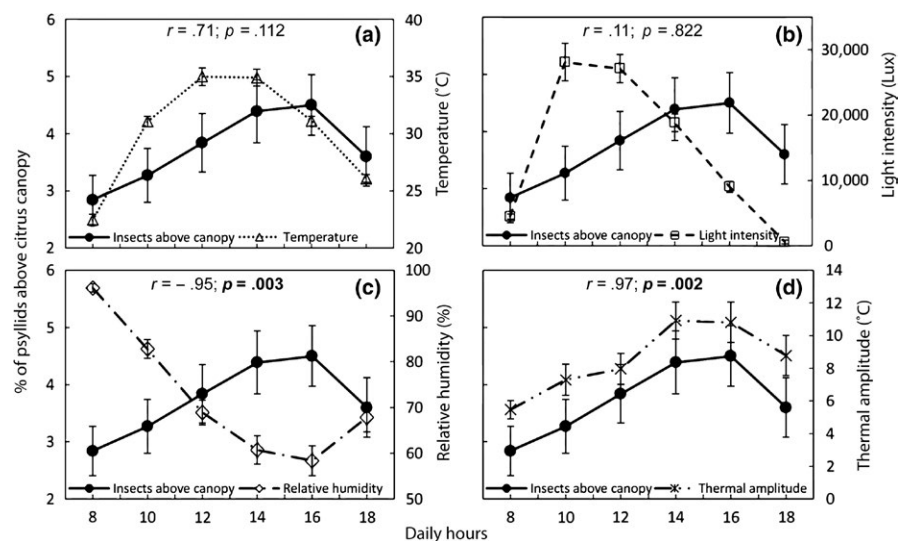 r = .71; p = .112
(a)
% of psyllids above citrus canopy
6
5
4
3
2
40
35
30
25
20
Temperature (°C)
Insects above canopy
Temperature
r = .11; p = .822
(b)
30,000
20,000
10,000
0
Light intensity (Lux)
Insects above canopy
Light intensity
r = – .95; p = .003
(c)
6
5
4
3
2
100
90
80
70
60
50
Relative humidity (%)
Insects above canopy
Relative humidity
8 10 12 14 16 18
r = .97; p = .002
(d)
14
12
10
8
6
4
2
0
Thermal amplitude (°C)
Insects above canopy
Thermal amplitude
8 10 12 14 16 18
Daily hours